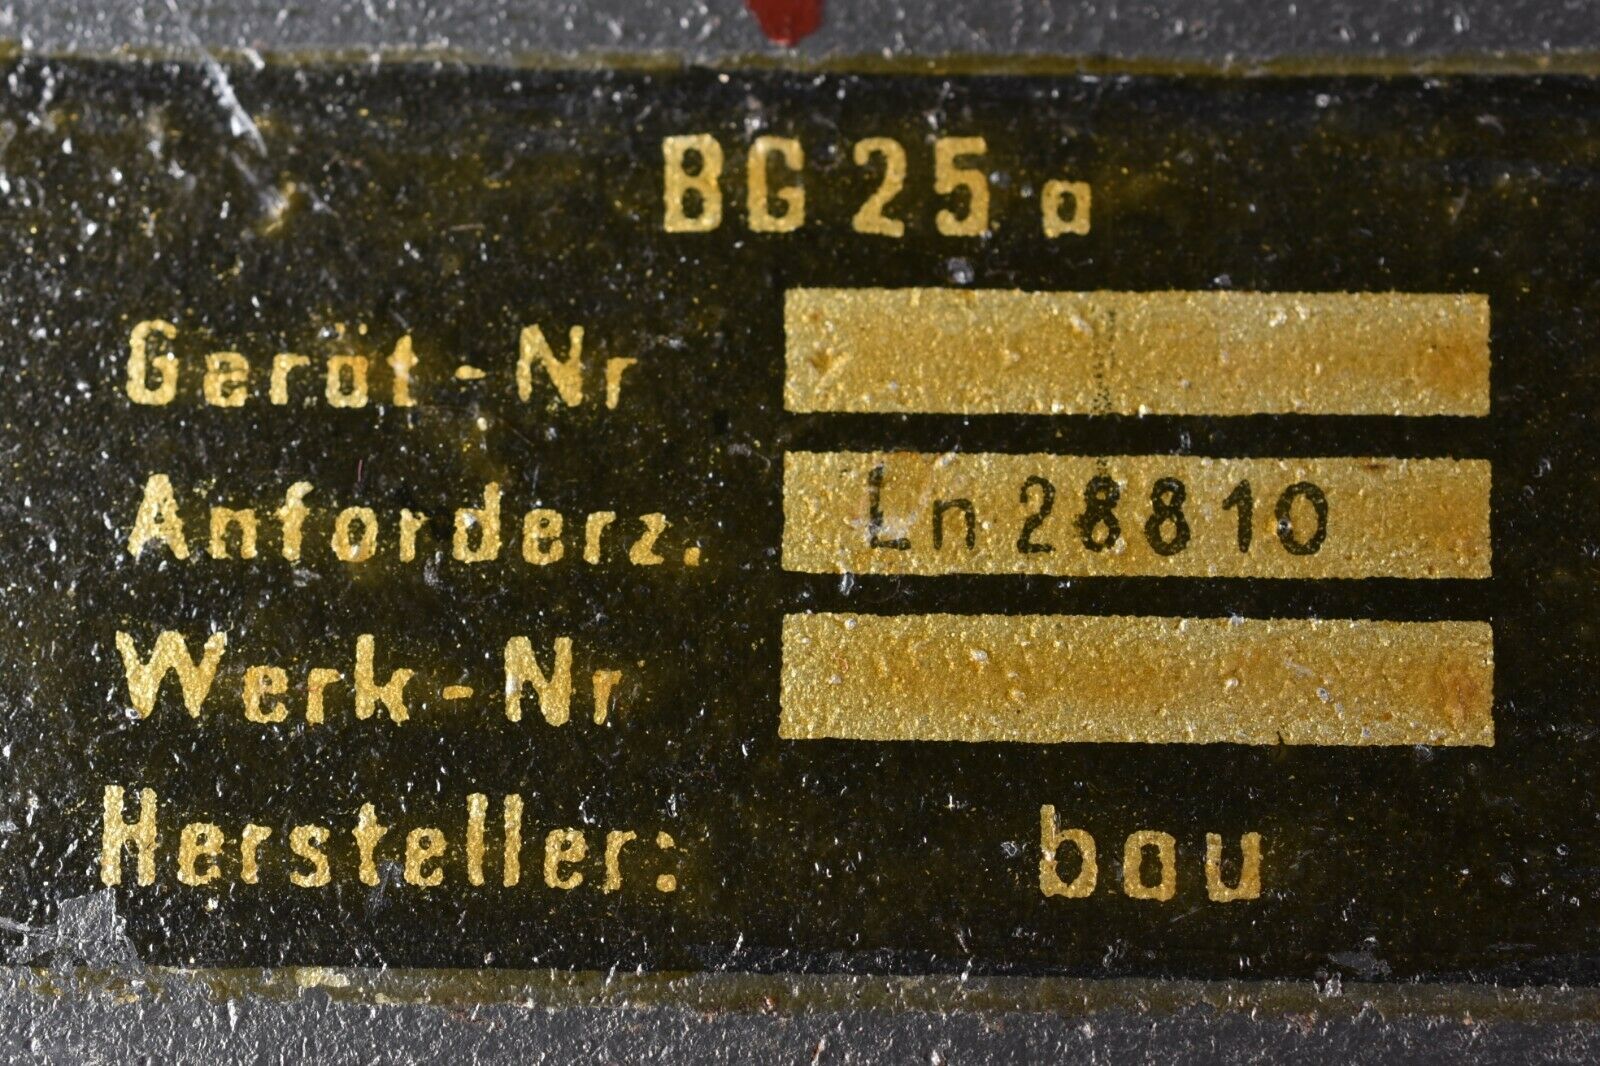 BG 25 a
Gerät-Nr
Anforderz. Ln 28810
Werk-Nr
Hersteller: bou